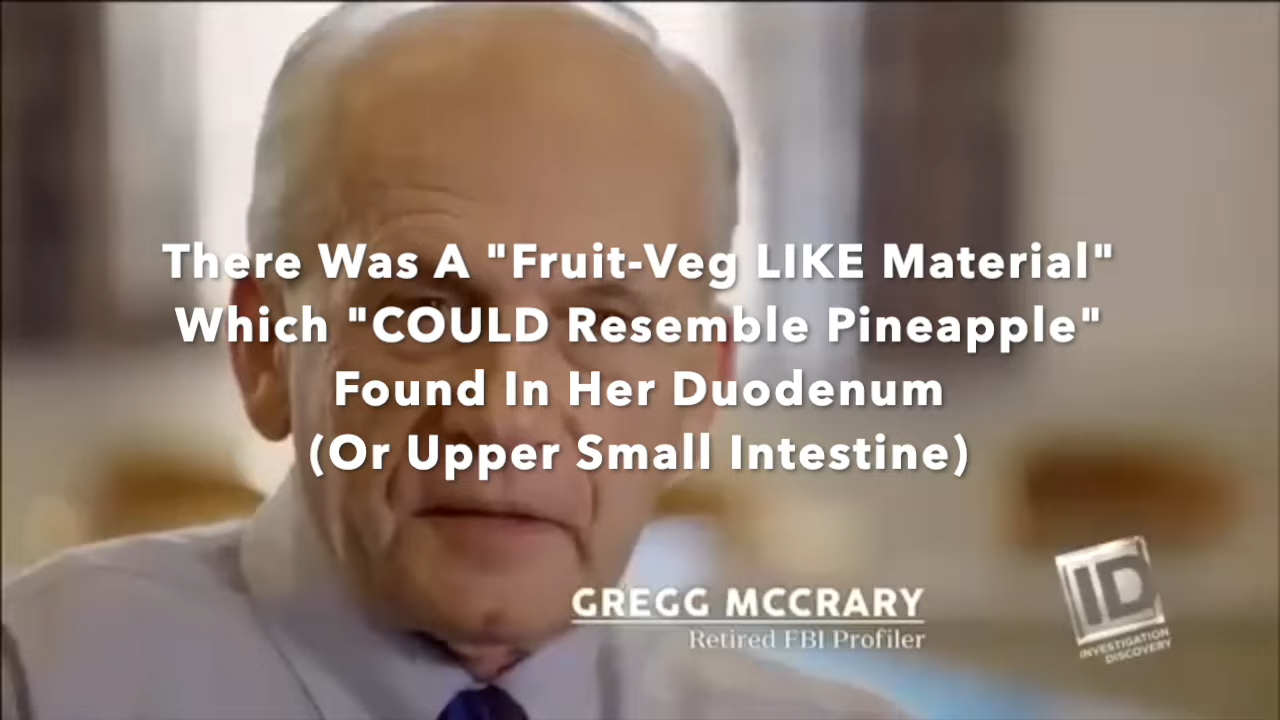 There Was A "Fruit-Veg LIKE Material"
Which "COULD Resemble Pineapple"
Found In Her Duodenum
(Or Upper Small Intestine)
GREGG MCCRARY
Retired FBI Profiler
ID
INVESTIGATION
DISCOVERY